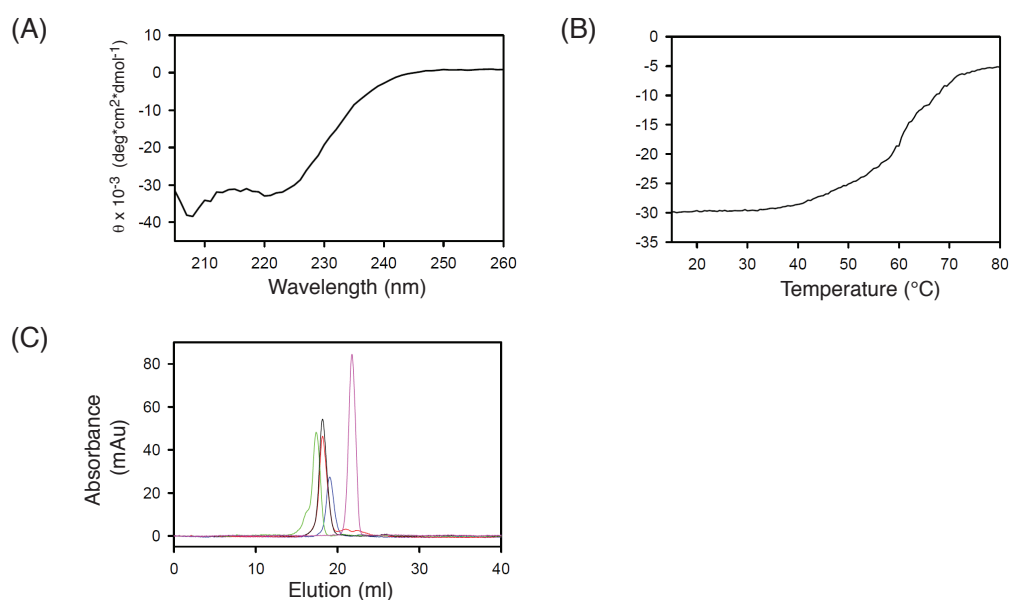 (A)
θ x 10-3 (deg*cm2*dmol-1)
10
0
-10
-20
-30
-40
210 220 230 240 250 260
Wavelength (nm)
(B)
0
-5
-10
-15
-20
-25
-30
-35
20 30 40 50 60 70 80
Temperature (°C)
(C)
Absorbance
(mAu)
80
60
40
20
0
0 10 20 30 40
Elution (ml)